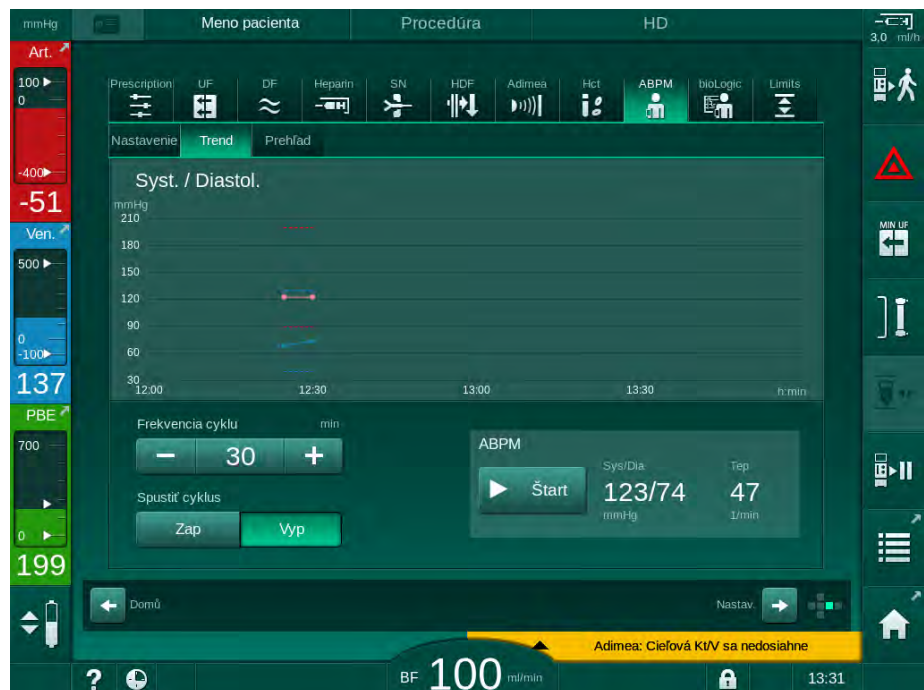 mmHg
Meno pacienta
Procedúra
HD
3,0 ml/h
Art.
100
0
-400
-51
Ven.
500
0
-100
137
PBE
700
0
199
Prescription
UF
DF
Heparin
SN
HDF
Adimea
Hct
ABPM
bioLogic
Limits
Nastavenie
Trend
Prehľad
Syst. / Diastol.
mmHg
210
180
150
120
90
60
30
12:00
12:30
13:00
13:30
h:min
Frekvencia cyklu
min
30
Spustiť cyklus
Zap
Vyp
ABPM
Štart
Sys/Dia
123/74
mmHg
Tep
47
1/min
MIN UF
Domů
Nastav.
Adimea: Cieľová Kt/V sa nedosiahne
?
BF 100 ml/min
13:31